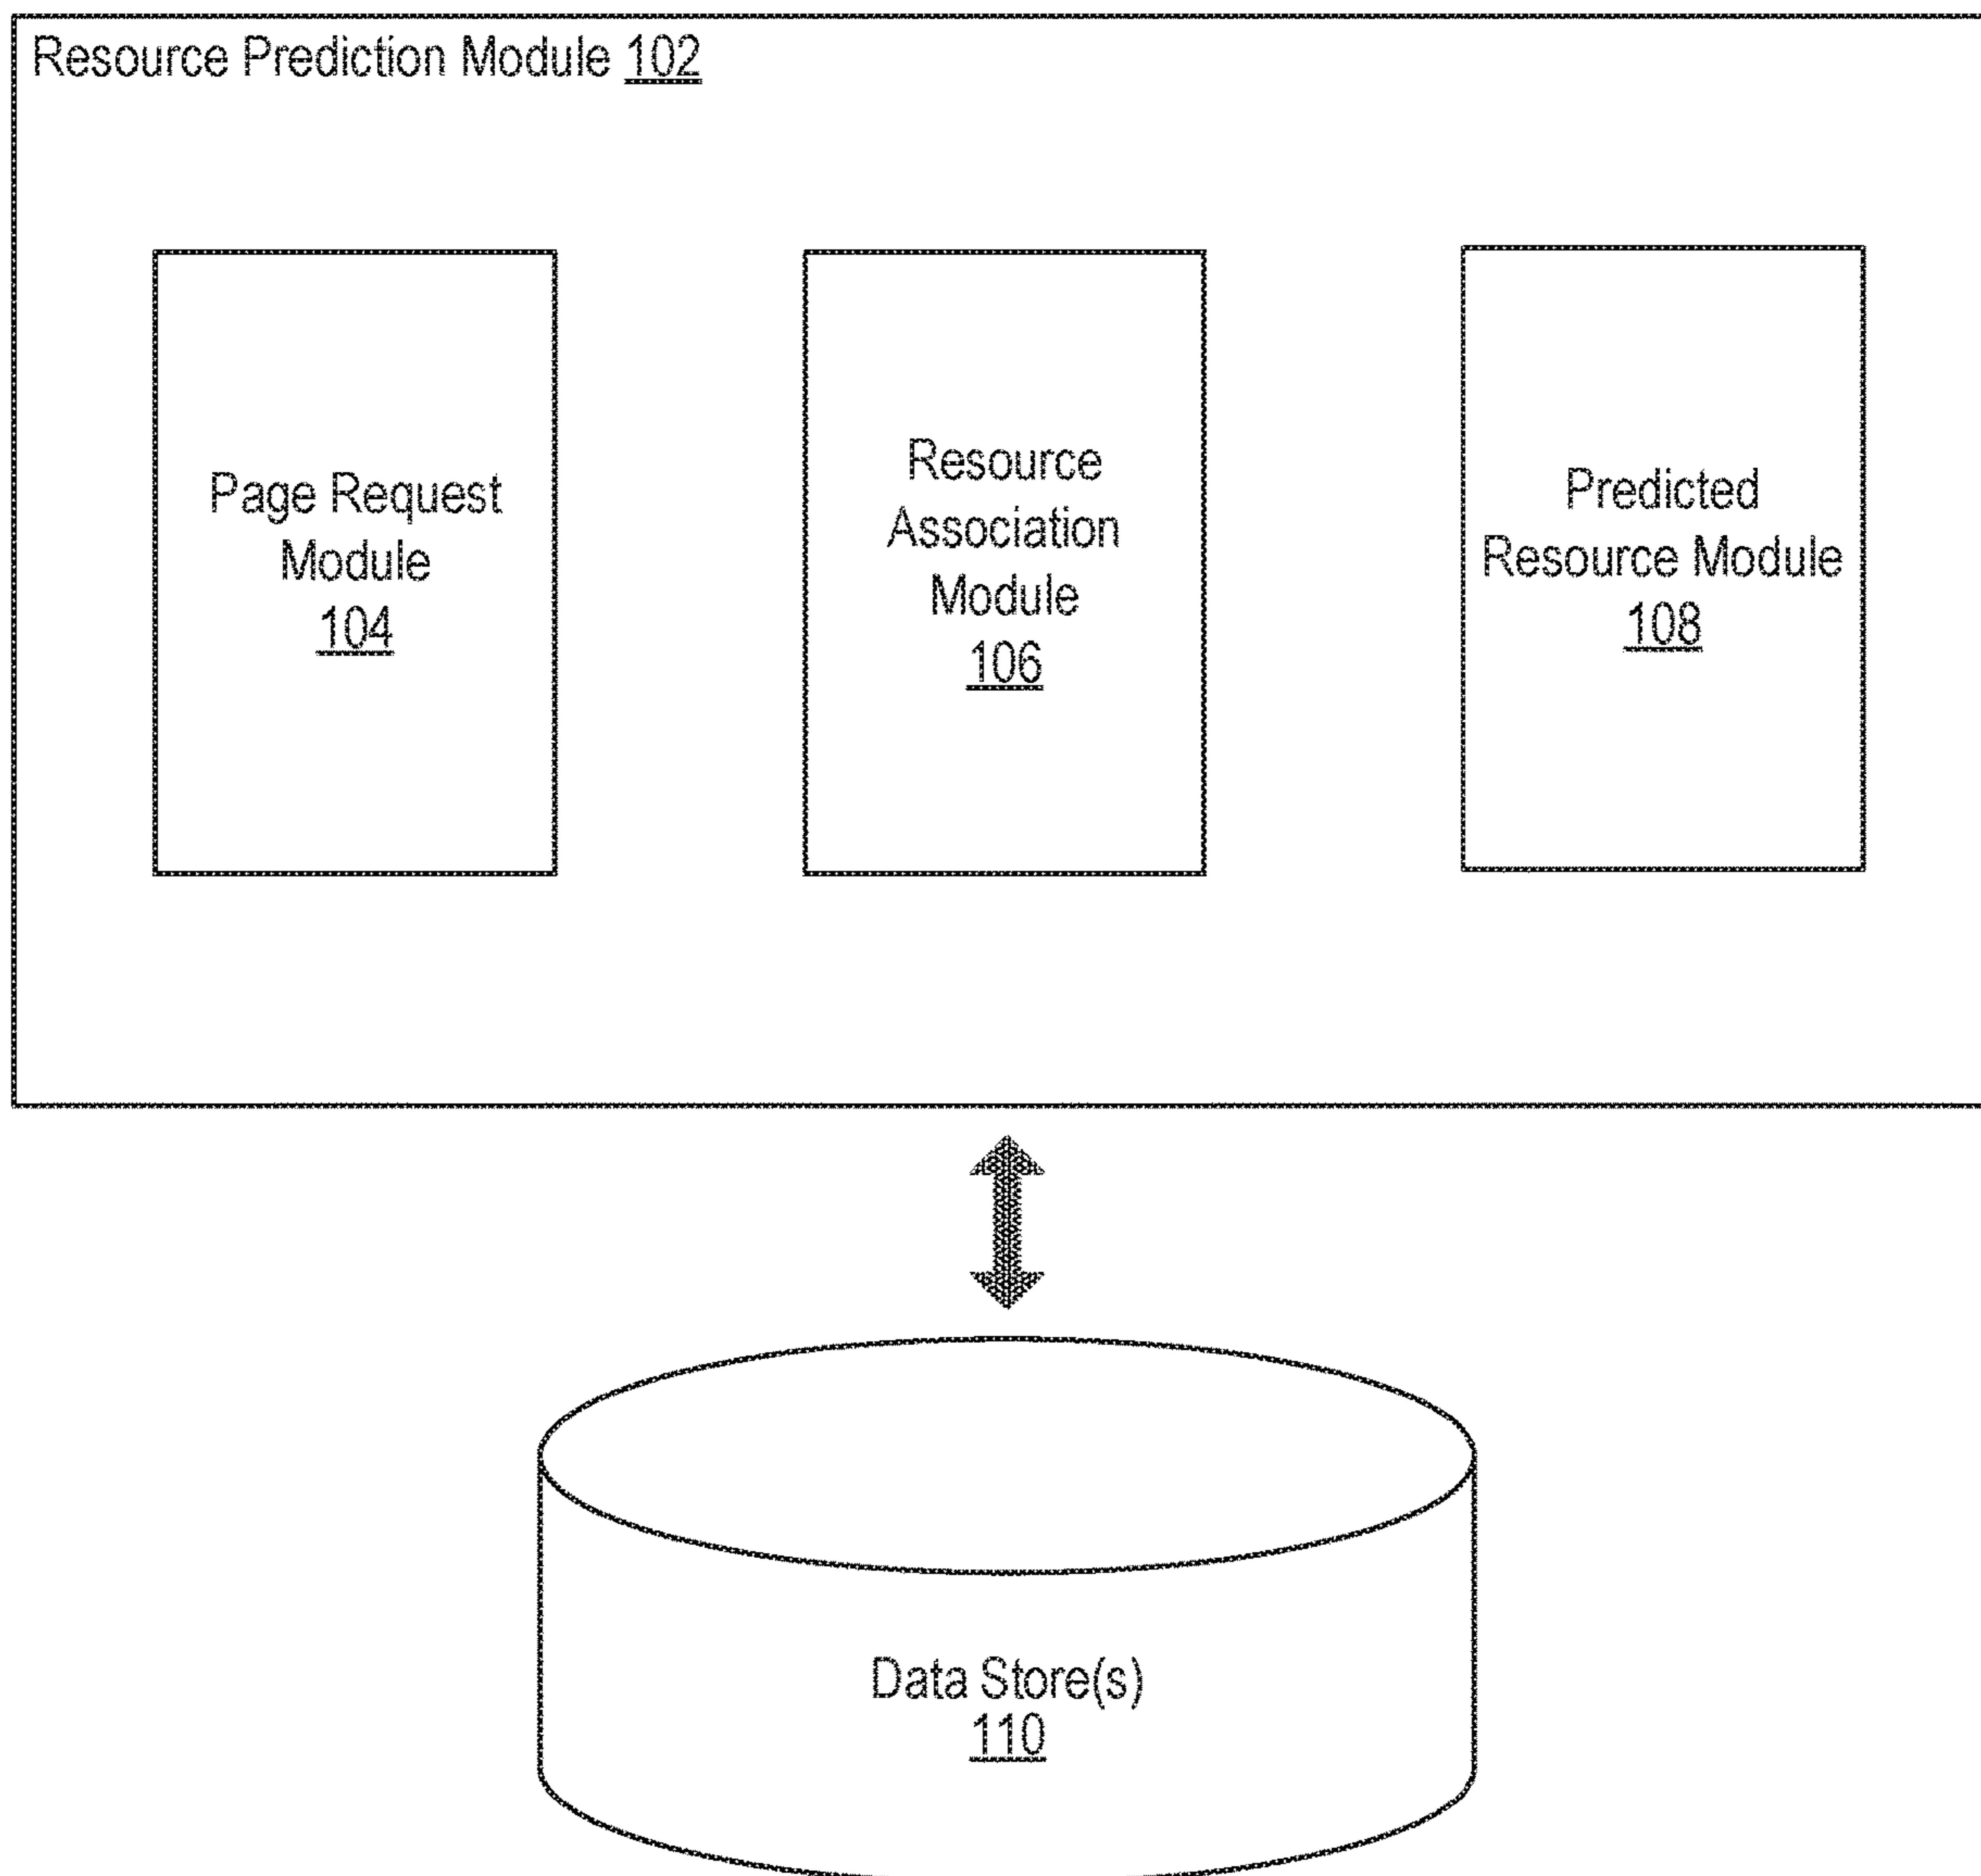 Resource Prediction Module 102
Page Request
Module
104
Resource
Association
Module
106
Predicted
Resource Module
108
Data Store(s)
110